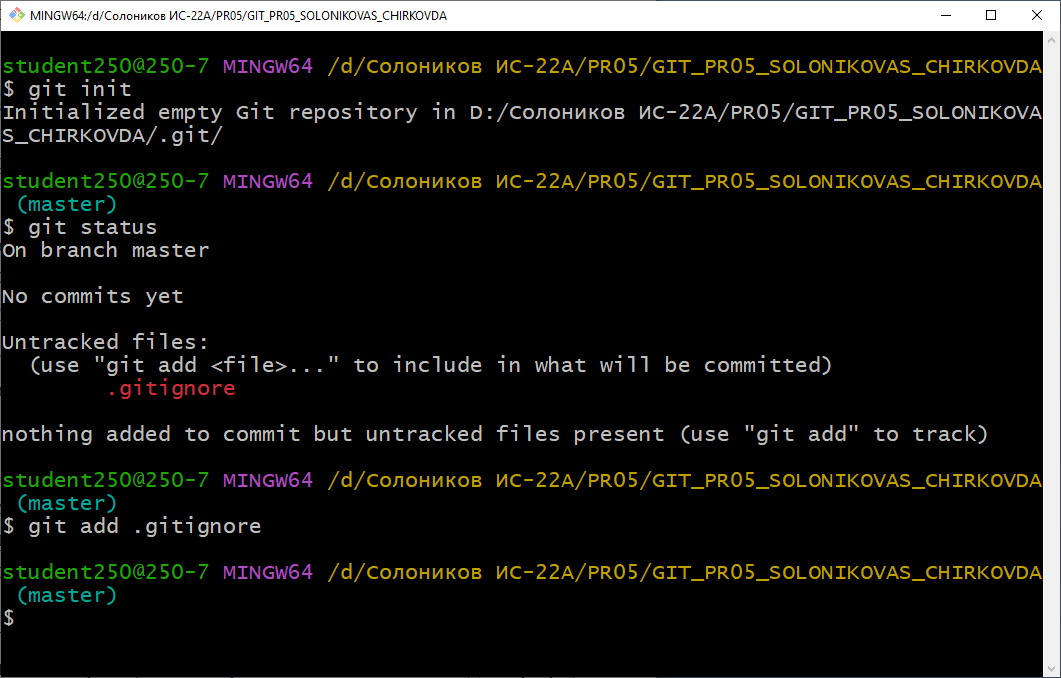 MINGW64:/d/Солоников ИС-22А/PR05/GIT_PR05_SOLONIKOVAS_CHIRKOVDA
student250@250-7 MINGW64 /d/Солоников ИС-22А/PR05/GIT_PR05_SOLONIKOVAS_CHIRKOVDA
$ git init
Initialized empty Git repository in D:/Солоников ИС-22А/PR05/GIT_PR05_SOLONIKOVA
S_CHIRKOVDA/.git/
student250@250-7 MINGW64 /d/Солоников ИС-22А/PR05/GIT_PR05_SOLONIKOVAS_CHIRKOVDA
(master)
$ git status
On branch master
No commits yet
Untracked files:
(use "git add <file>..." to include in what will be committed)
.gitignore
nothing added to commit but untracked files present (use "git add" to track)
student250@250-7 MINGW64 /d/Солоников ИС-22А/PR05/GIT_PR05_SOLONIKOVAS_CHIRKOVDA
(master)
$ git add .gitignore
student250@250-7 MINGW64 /d/Солоников ИС-22А/PR05/GIT_PR05_SOLONIKOVAS_CHIRKOVDA
(master)
$